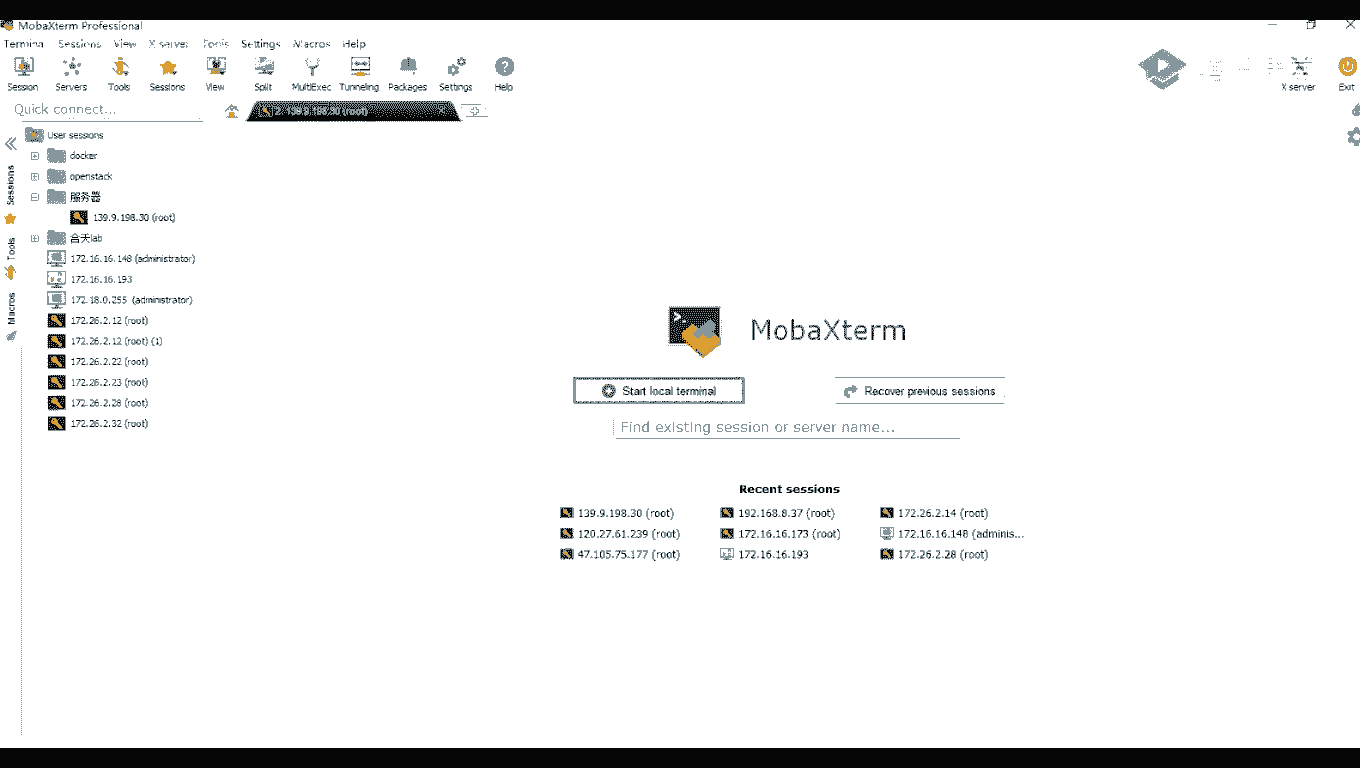 MobaXterm Professional
Terminal Sessions View X server Tools Settings Macros Help
Session Servers Tools Sessions View Split MultiExec Tunneling Packages Settings Help X server Exit
Quick connect...
2. 139.9.198.30 (root)
User sessions
docker
openstack
服务器
139.9.198.30 (root)
合天lab
172.16.16.148 (administrator)
172.16.16.193
172.18.0.255 (administrator)
172.26.2.12 (root)
172.26.2.12 (root) (1)
172.26.2.22 (root)
172.26.2.23 (root)
172.26.2.28 (root)
172.26.2.32 (root)
Sessions
Tools
Macros
MobaXterm
Start local terminal
Recover previous sessions
Find existing session or server name...
Recent sessions
139.9.198.30 (root) 192.168.8.37 (root) 172.26.2.14 (root)
120.27.61.239 (root) 172.16.16.173 (root) 172.16.16.148 (adminis...
47.105.75.177 (root) 172.16.16.193 172.26.2.28 (root)